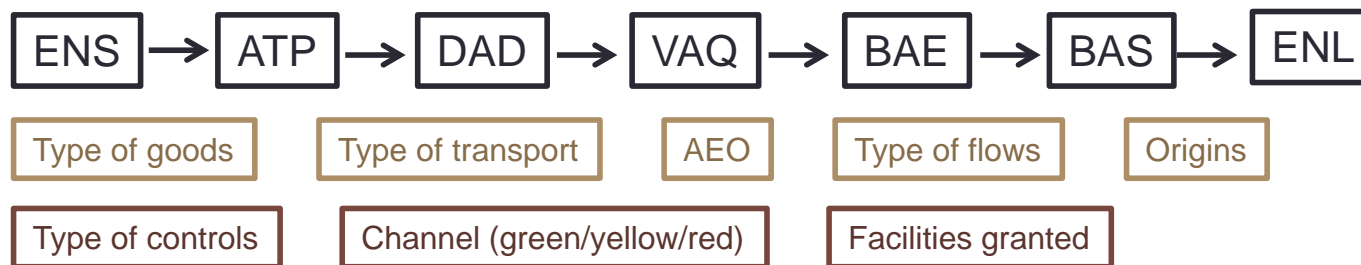 ENS ATP DAD VAQ BAE BAS ENL
Type of goods Type of transport AEO Type of flows Origins
Type of controls Channel (green/yellow/red) Facilities granted